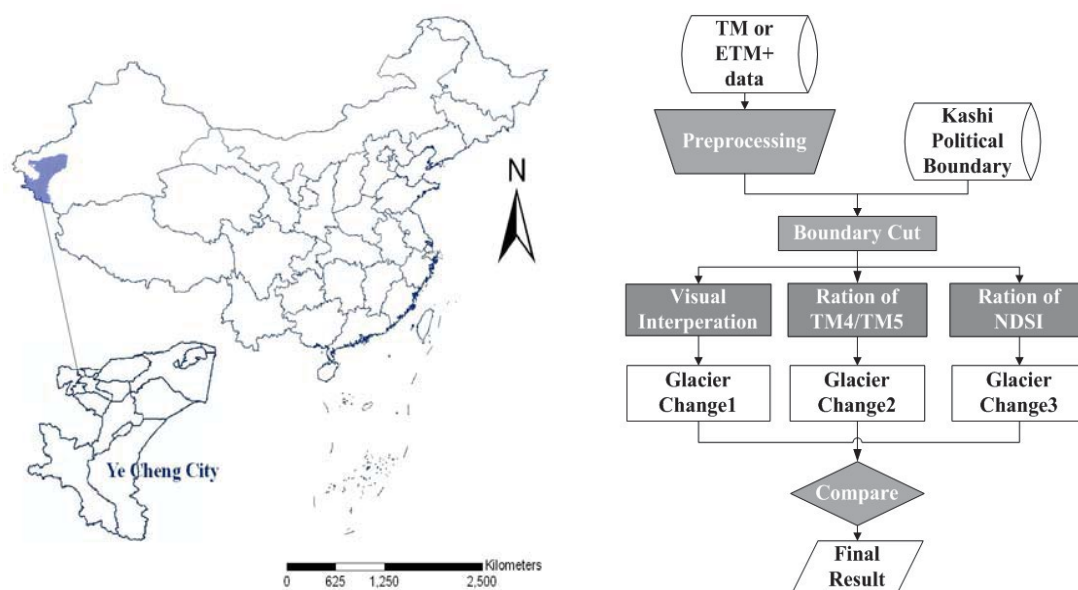 N
Ye Cheng City
Kilometers
0 625 1,250 2,500
TM or
ETM+
data
Preprocessing
Kashi
Political
Boundary
Boundary Cut
Visual
Interperation
Ration of
TM4/TM5
Ration of
NDSI
Glacier
Change1
Glacier
Change2
Glacier
Change3
Compare
Final
Result